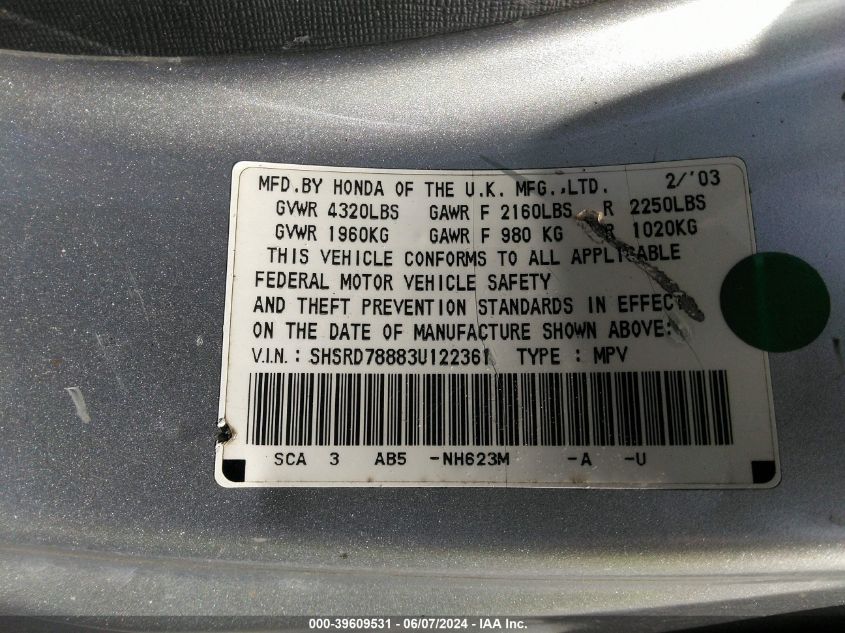 MFD.BY HONDA OF THE U.K. MFG.,LTD. 2/'03
GVWR 4320LBS GAWR F 2160LBS R 2250LBS
GVWR 1960KG GAWR F 980 KG R 1020KG
THIS VEHICLE CONFORMS TO ALL APPLICABLE
FEDERAL MOTOR VEHICLE SAFETY
AND THEFT PREVENTION STANDARDS IN EFFECT
ON THE DATE OF MANUFACTURE SHOWN ABOVE:
V.I.N. : SHSRD78883U122361 TYPE : MPV
SCA 3 AB5 -NH623M -A -U
000-39609531 - 06/07/2024 - IAA Inc.